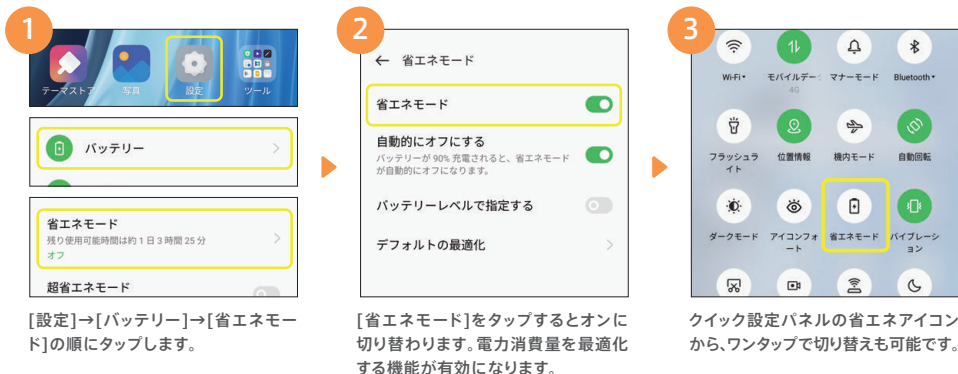 1
テーマストア 写真 設定 ツール
バッテリー
省エネモード
残り使用可能時間は約 1 日 3 時間 25 分
オフ
超省エネモード
[設定]→[バッテリー]→[省エネモー
ド]の順にタップします。
2
← 省エネモード
省エネモード
自動的にオフにする
バッテリーが 90% 充電されると、省エネモード
が自動的にオフになります。
バッテリーレベルで指定する
デフォルトの最適化
[省エネモード]をタップするとオンに
切り替わります。電力消費量を最適化
する機能が有効になります。
3
Wi-Fi モバイルデー マナーモード Bluetooth
4G
フラッシュラ 位置情報 機内モード 自動回転
イト
ダークモード アイコンフォ 省エネモード バイブレーシ
ート ョン
クイック設定パネルの省エネアイコン
から、ワンタップで切り替えも可能です。